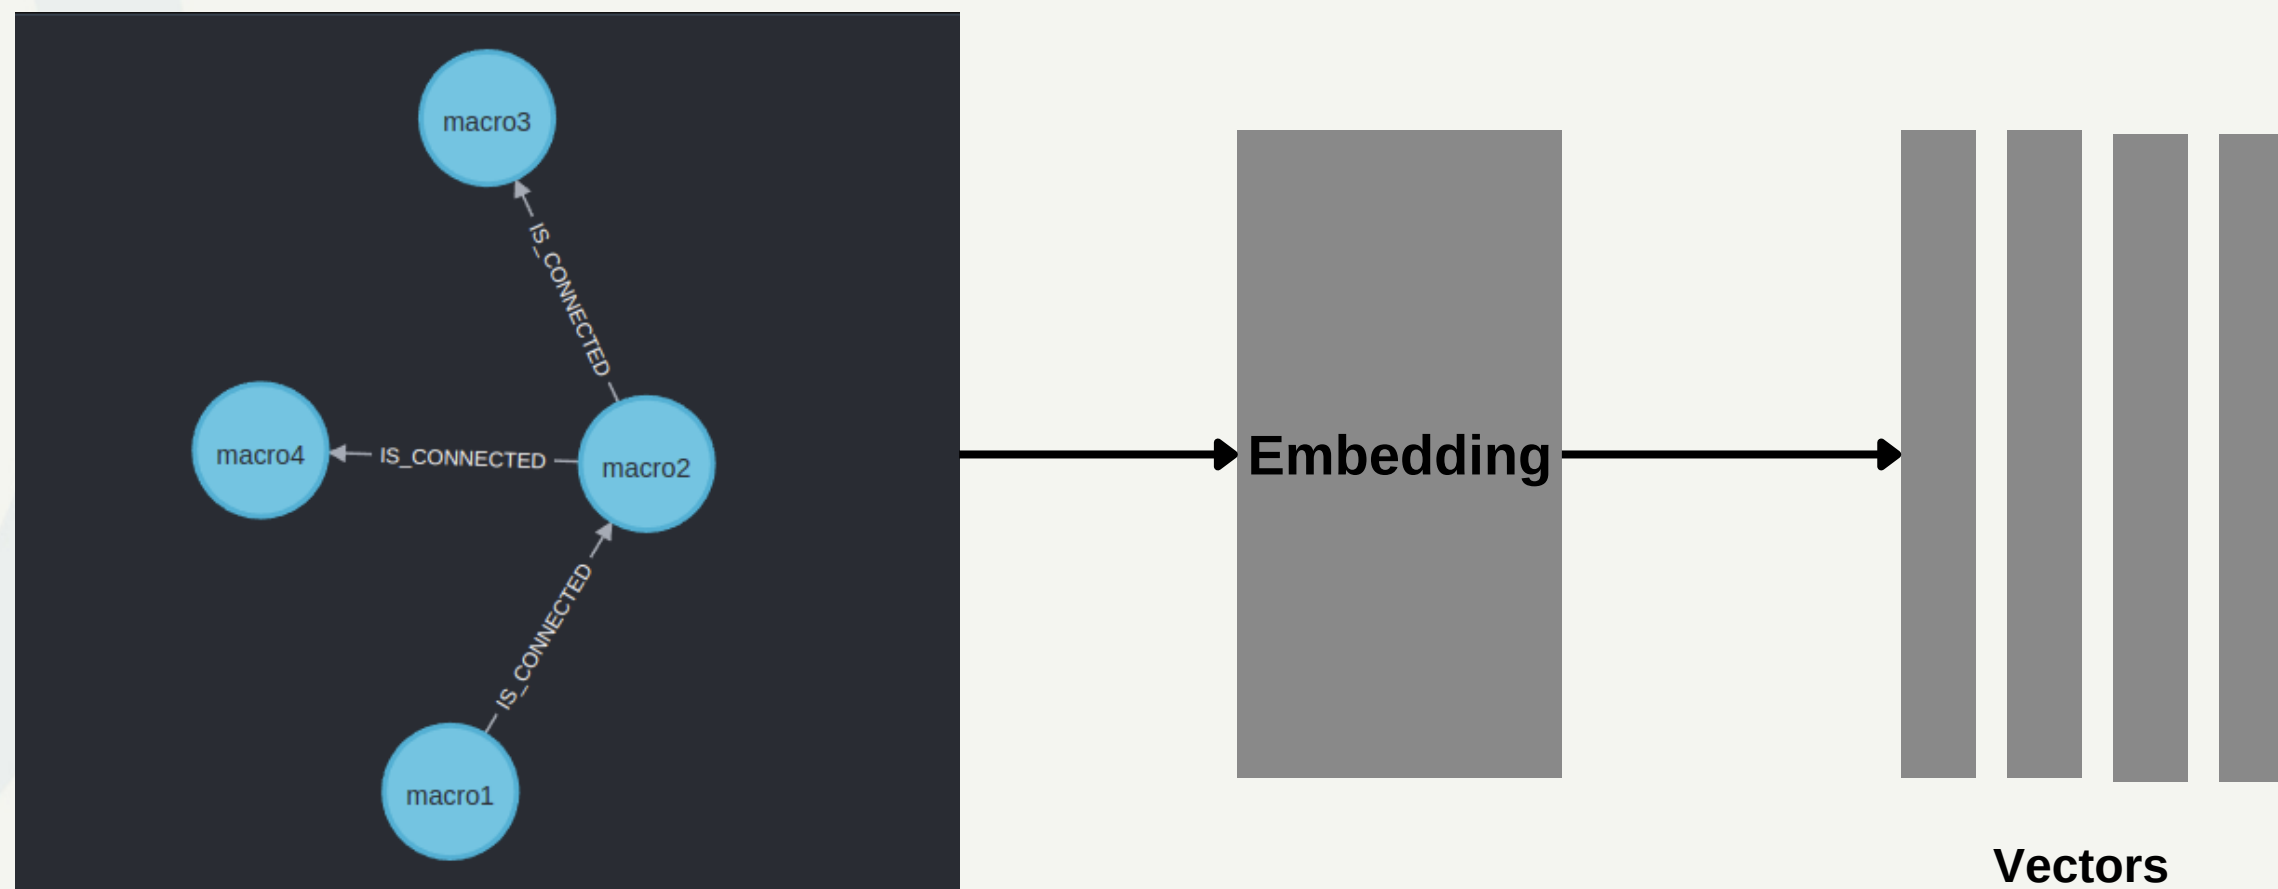 macro3
IS_CONNECTED
macro4
IS_CONNECTED
macro2
IS_CONNECTED
macro1
Embedding
Vectors